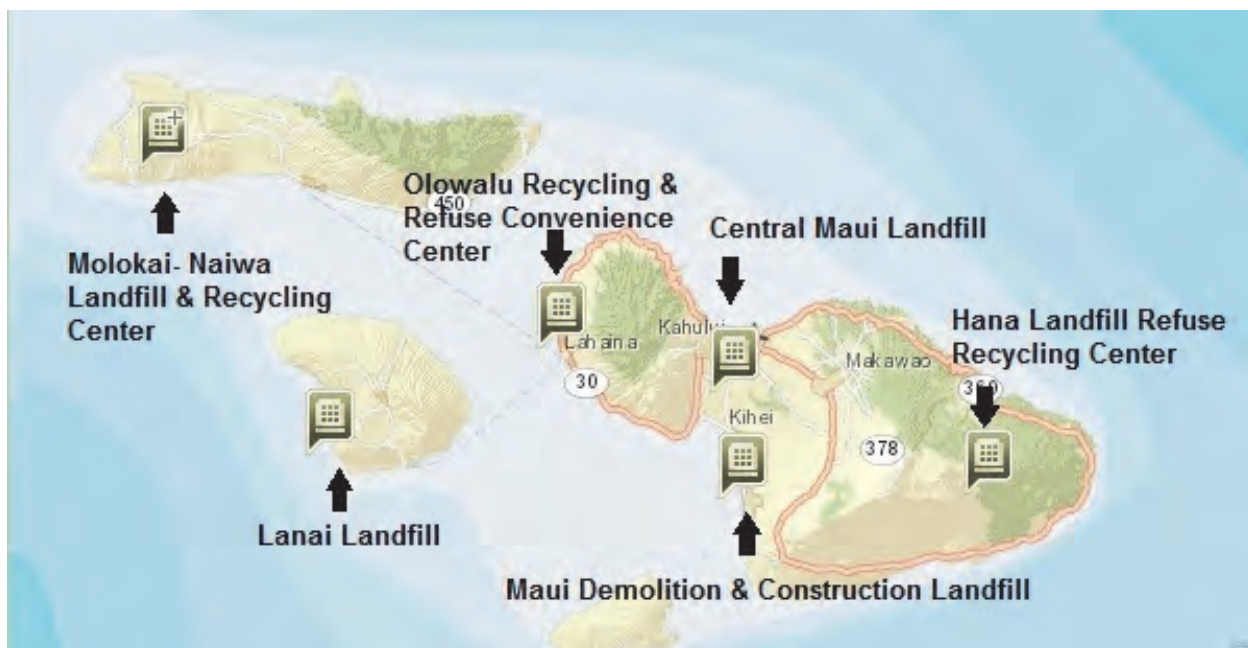 Olowalu Recycling &
Refuse Convenience
Center
450
Central Maui Landfill
Molokai- Naiwa
Landfill & Recycling
Center
Hana Landfill Refuse
Recycling Center
Lahaina
Makawao
30
Kihei
378
Lanai Landfill
Maui Demolition & Construction Landfill